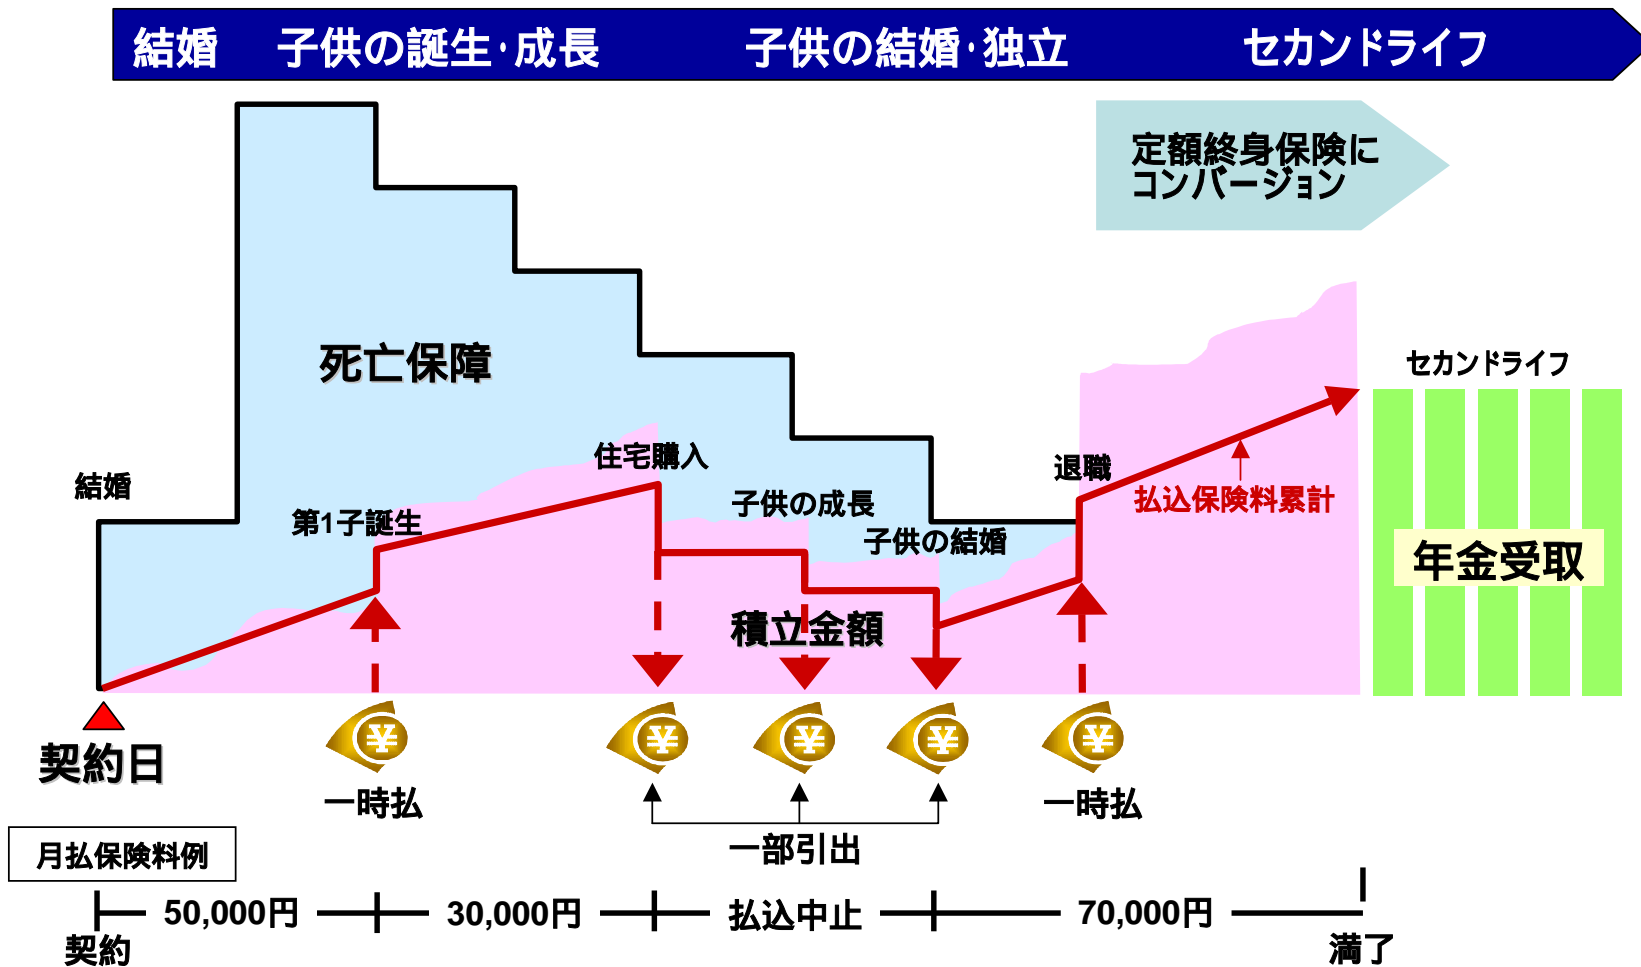 結婚 子供の誕生･成長 子供の結婚･独立 セカンドライフ
定額終身保険に
コンバージョン
死亡保障
セカンドライフ
住宅購入
退職
結婚
子供の成長
払込保険料累計
第1子誕生
子供の結婚
年金受取
積立金額
契約日
一時払
一時払
一部引出
月払保険料例
50,000円 30,000円 払込中止 70,000円
契約
満了